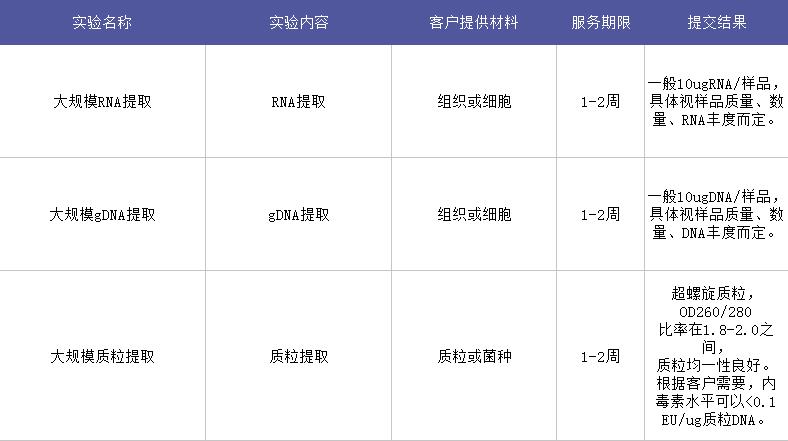 实验名称 实验内容 客户提供材料 服务期限 提交结果
大规模RNA提取 RNA提取 组织或细胞 1-2周
一般10ugRNA/样品,
具体视样品质量、数
量、RNA丰度而定。
大规模gDNA提取 gDNA提取 组织或细胞 1-2周
一般10ugDNA/样品,
具体视样品质量、数
量、DNA丰度而定。
大规模质粒提取 质粒提取 质粒或菌种 1-2周
超螺旋质粒,
OD260/280
比率在1.8-2.0之
间,
质粒均一性良好。
根据客户需要,内
毒素水平可以<0.1
EU/ug质粒DNA。